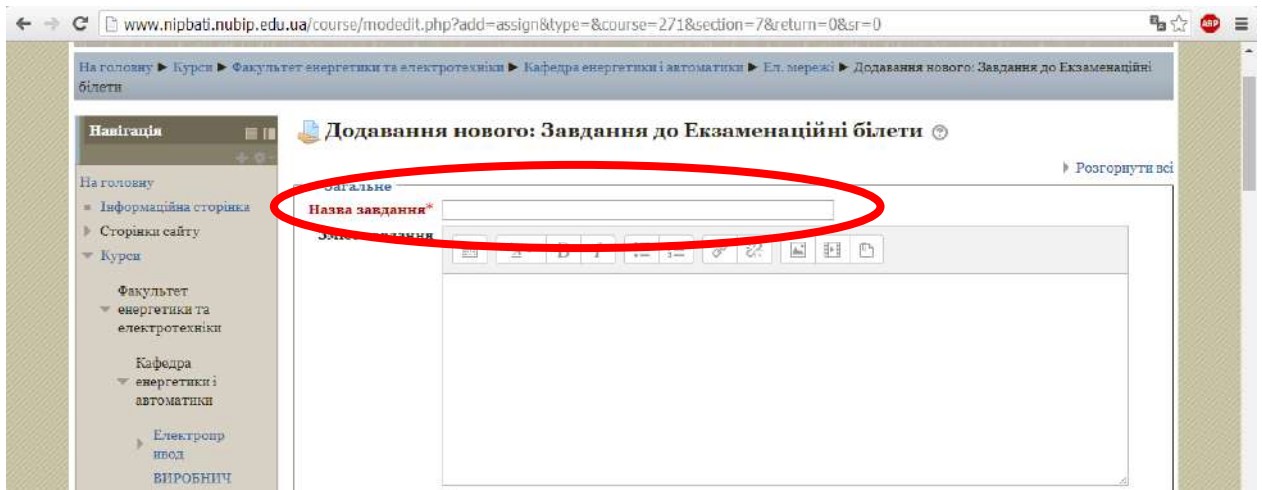 www.nipbati.nubip.edu.ua/course/modedit.php?add=assign&type=&course=271&section=7&return=0&sr=0
ABP
На головну ► Курси ► Факультет енергетики та електротехніки ► Кафедра енергетики і автоматики ► Ел. мережі ► Додавання нового: Завдання до Екзаменаційні
білети
Навігація
Додавання нового: Завдання до Екзаменаційні білети
Розгорнути всі
На головну
Інформаційна сторінка
Сторінки сайту
Курси
Факультет
енергетики та
електротехніки
Кафедра
енергетики і
автоматики
Електропр
ивод
ВИРОБНИЧ
Загальне
Назва завдання*